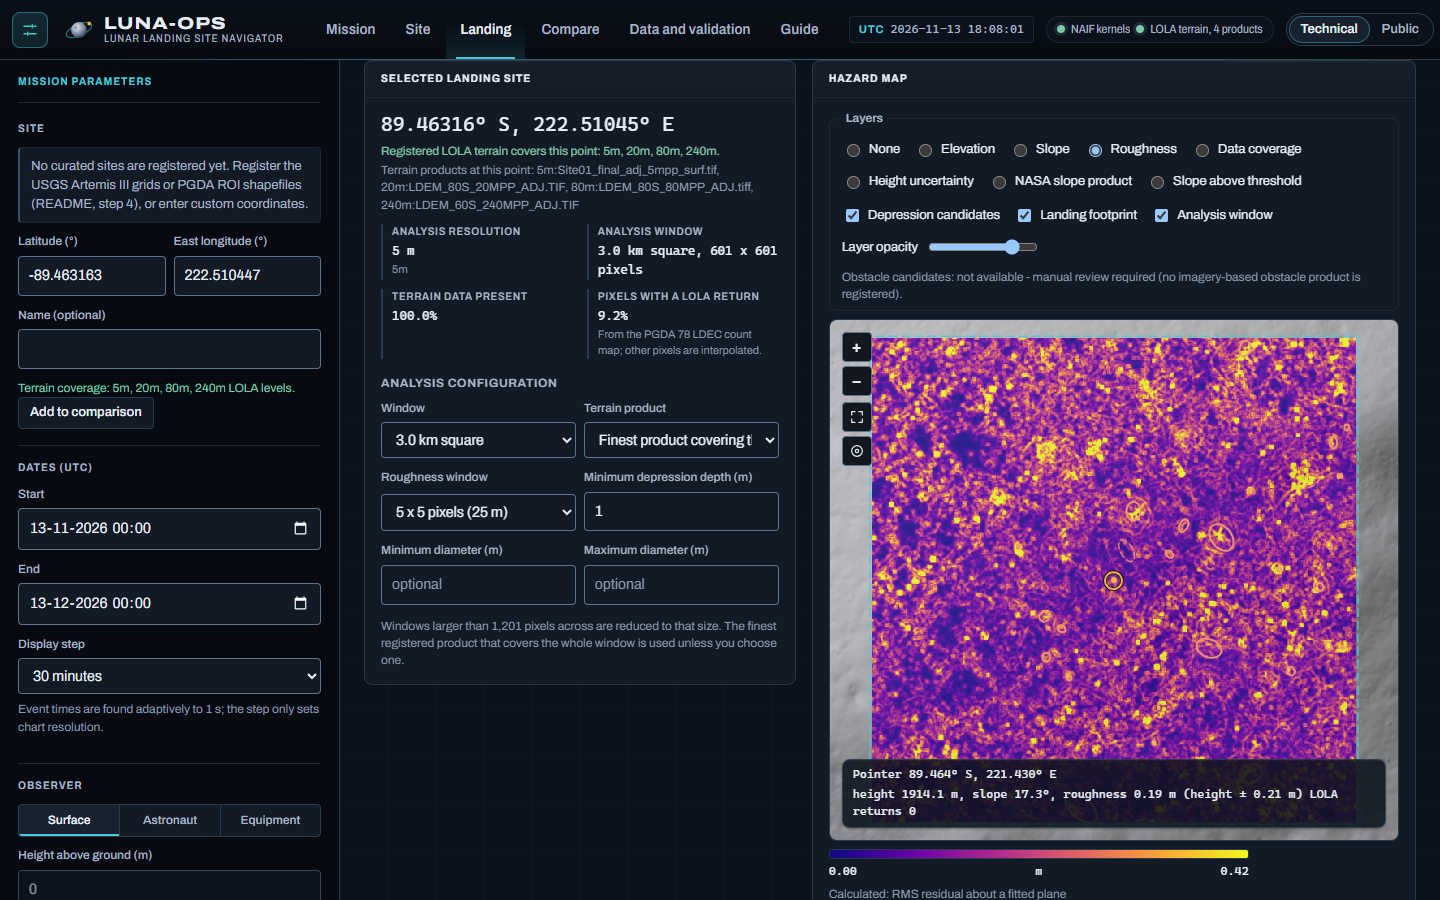 LUNA-OPS
LUNAR LANDING SITE NAVIGATOR
Mission
Site
Landing
Compare
Data and validation
Guide
UTC 2026-11-13 18:08:01
NAIF kernels
LOLA terrain, 4 products
Technical
Public
MISSION PARAMETERS
SITE
No curated sites are registered yet. Register the
USGS Artemis III grids or PGDA ROI shapefiles
(README, step 4), or enter custom coordinates.
Latitude (°)
East longitude (°)
-89.463163
222.510447
Name (optional)
Terrain coverage: 5m, 20m, 80m, 240m LOLA levels.
Add to comparison
DATES (UTC)
Start
13-11-2026 00:00
End
13-12-2026 00:00
Display step
30 minutes
Event times are found adaptively to 1 s; the step only sets
chart resolution.
OBSERVER
Surface
Astronaut
Equipment
Height above ground (m)
0
SELECTED LANDING SITE
89.46316° S, 222.51045° E
Registered LOLA terrain covers this point: 5m, 20m, 80m, 240m.
Terrain products at this point: 5m:Site01_final_adj_5mpp_surf.tif,
20m:LDEM_80S_20MPP_ADJ.TIF, 80m:LDEM_80S_80MPP_ADJ.tiff,
240m:LDEM_60S_240MPP_ADJ.TIF
ANALYSIS RESOLUTION
5 m
5m
ANALYSIS WINDOW
3.0 km square, 601 x 601
pixels
TERRAIN DATA PRESENT
100.0%
PIXELS WITH A LOLA RETURN
9.2%
From the PGDA 78 LDEC count
map; other pixels are interpolated.
ANALYSIS CONFIGURATION
Window
Terrain product
3.0 km square
Finest product covering t
Roughness window
Minimum depression depth (m)
5 x 5 pixels (25 m)
1
Minimum diameter (m)
Maximum diameter (m)
optional
optional
Windows larger than 1,201 pixels across are reduced to that size. The finest
registered product that covers the whole window is used unless you choose
one.
HAZARD MAP
Layers
None
Elevation
Slope
Roughness
Data coverage
Height uncertainty
NASA slope product
Slope above threshold
Depression candidates
Landing footprint
Analysis window
Layer opacity
Obstacle candidates: not available - manual review required (no imagery-based obstacle product is
registered).
+
−
Pointer 89.464° S, 221.430° E
height 1914.1 m, slope 17.3°, roughness 0.19 m (height ± 0.21 m) LOLA
returns 0
0.00
m
0.42
Calculated: RMS residual about a fitted plane